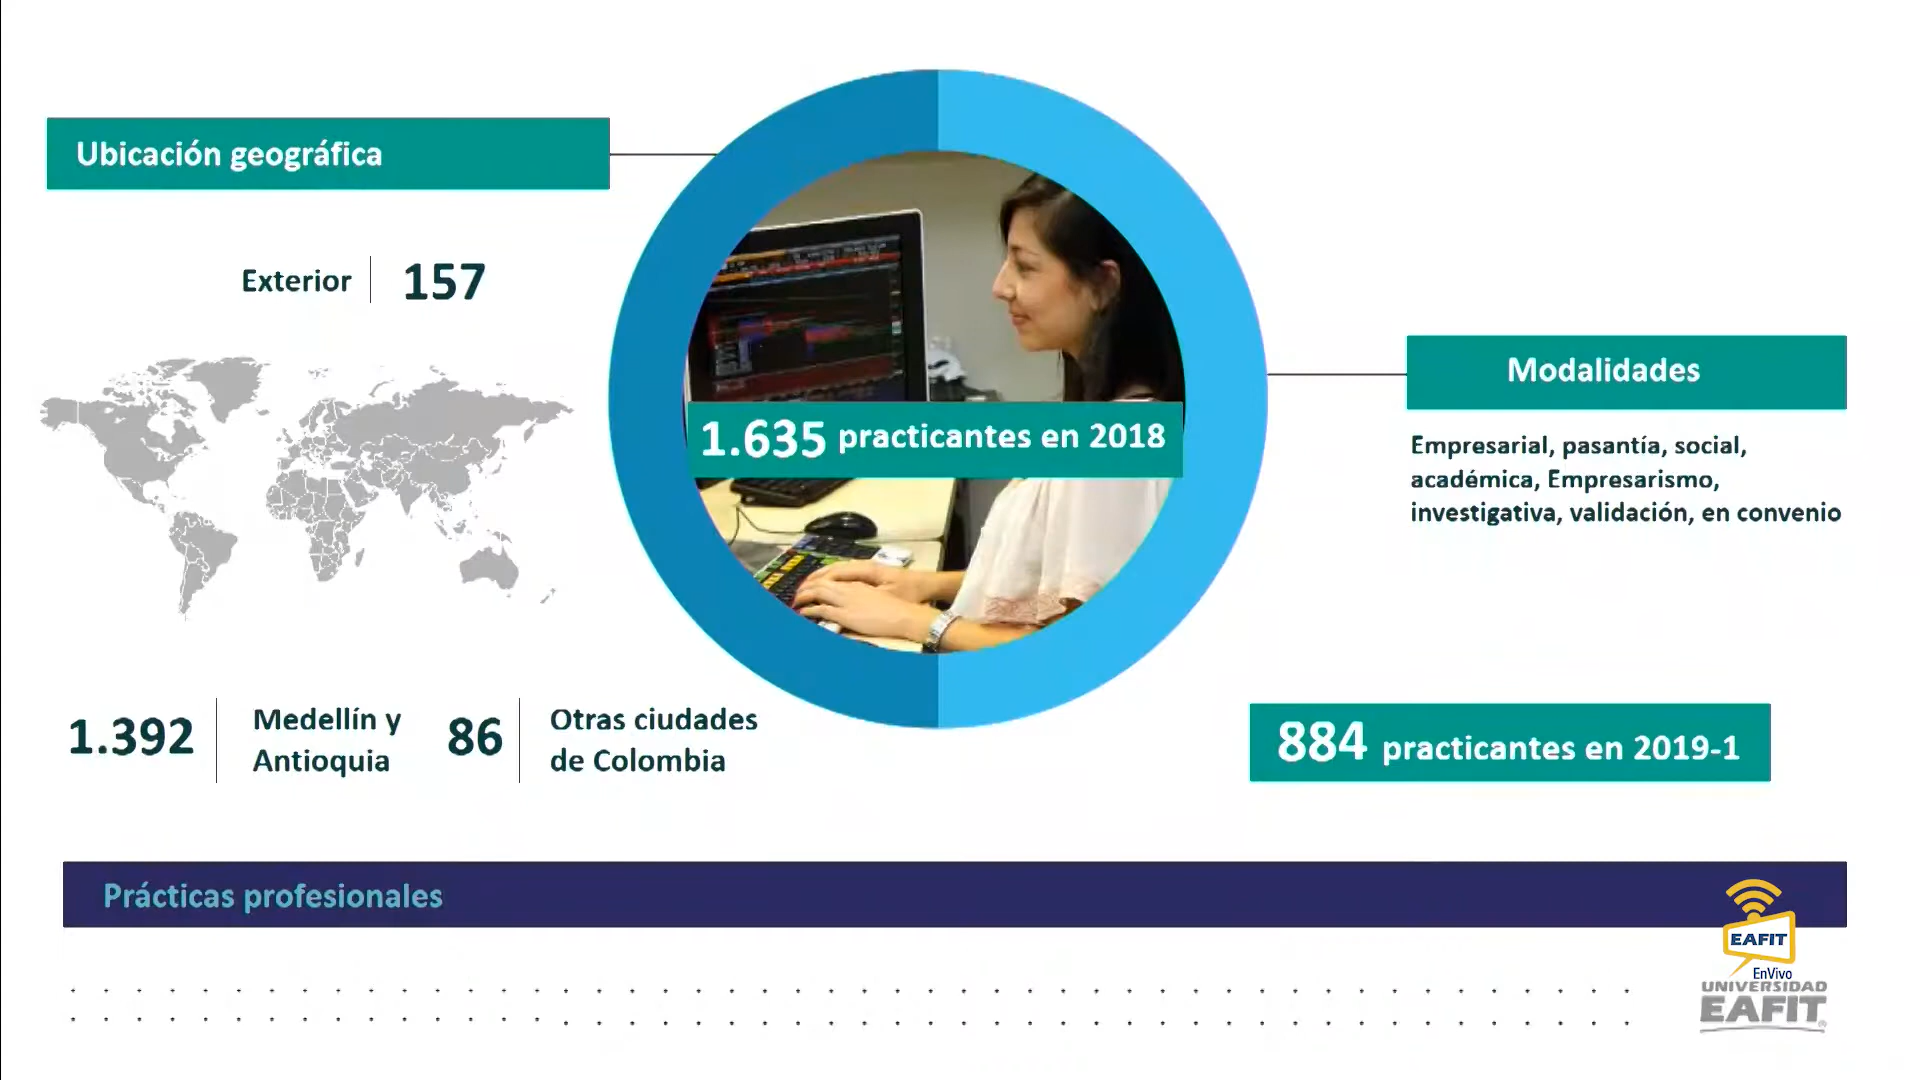 Ubicación geográfica
Exterior 157
1.635 practicantes en 2018
Modalidades
Empresarial, pasantía, social,
académica, Empresarismo,
investigativa, validación, en convenio
1.392 Medellín y
Antioquia
86 Otras ciudades
de Colombia
884 practicantes en 2019-1
Prácticas profesionales
EAFIT
EnVivo
UNIVERSIDAD
EAFIT